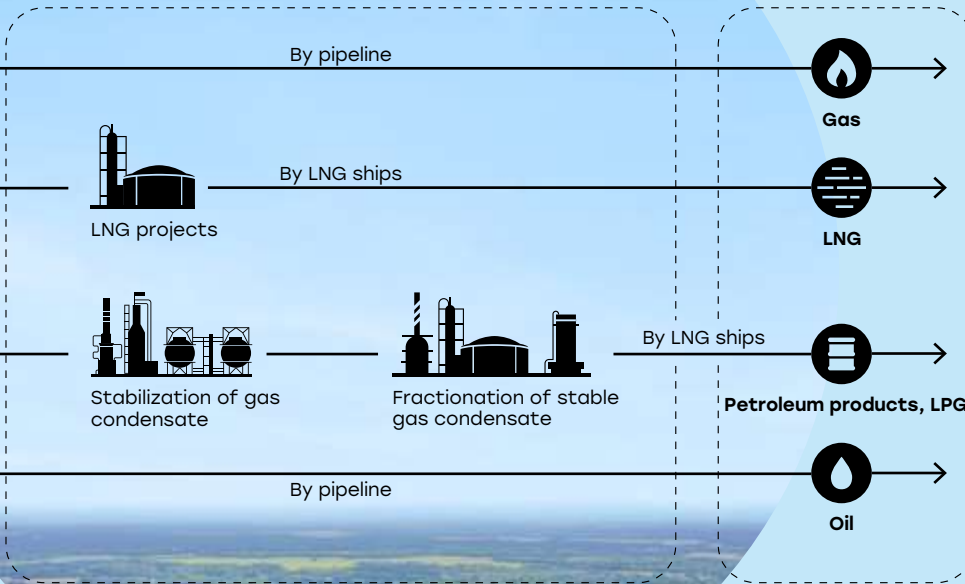 By pipeline
Gas
By LNG ships
LNG projects
LNG
By LNG ships
Stabilization of gas
condensate
Fractionation of stable
gas condensate
Petroleum products, LPG
By pipeline
Oil